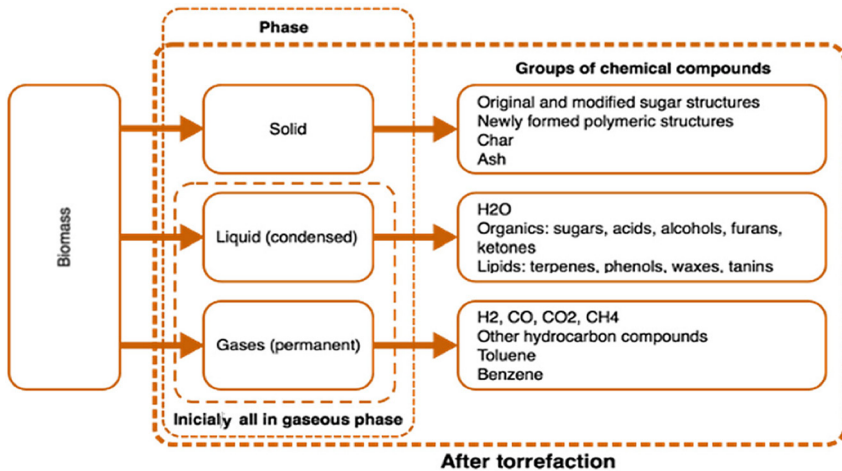 Phase
Groups of chemical compounds
Biomass
Solid
Original and modified sugar structures
Newly formed polymeric structures
Char
Ash
Liquid (condensed)
H2O
Organics: sugars, acids, alcohols, furans,
ketones
Lipids: terpenes, phenols, waxes, tanins
Gases (permanent)
H2, CO, CO2, CH4
Other hydrocarbon compounds
Toluene
Benzene
Inicially all in gaseous phase
After torrefaction